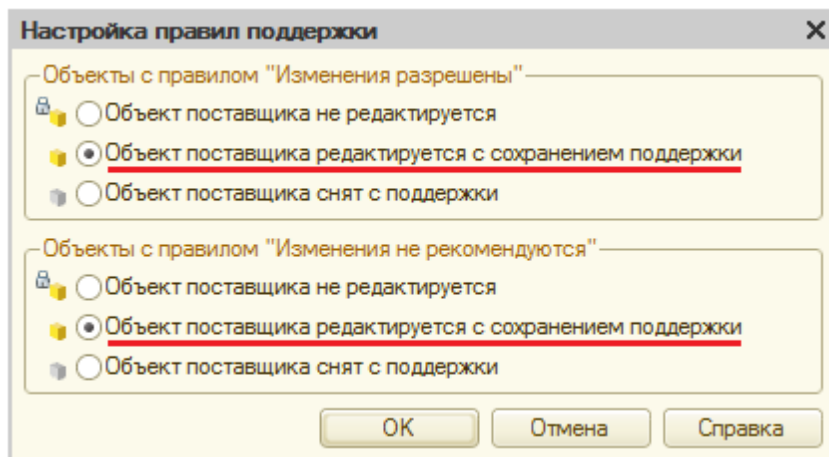 Настройка правил поддержки
Объекты с правилом "Изменения разрешены"
Объект поставщика не редактируется
Объект поставщика редактируется с сохранением поддержки
Объект поставщика снят с поддержки
Объекты с правилом "Изменения не рекомендуются"
Объект поставщика не редактируется
Объект поставщика редактируется с сохранением поддержки
Объект поставщика снят с поддержки
OK Отмена Справка